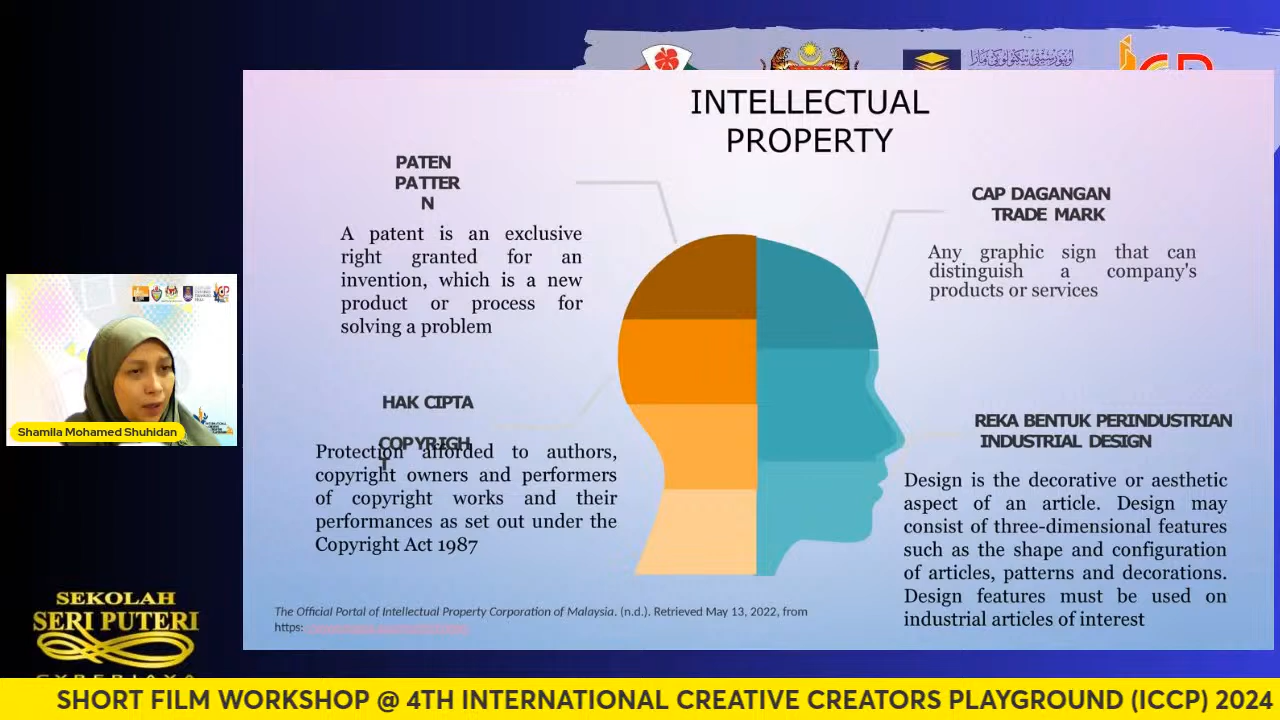 INTELLECTUAL
PROPERTY
PATEN
PATTER
N
A patent is an exclusive
right granted for an
invention, which is a new
product or process for
solving a problem
CAP DAGANGAN
TRADE MARK
Any graphic sign that can
distinguish a company's
products or services
HAK CIPTA
COPYRIGH
T
Protection afforded to authors,
copyright owners and performers
of copyright works and their
performances as set out under the
Copyright Act 1987
REKA BENTUK PERINDUSTRIAN
INDUSTRIAL DESIGN
Design is the decorative or aesthetic
aspect of an article. Design may
consist of three-dimensional features
such as the shape and configuration
of articles, patterns and decorations.
Design features must be used on
industrial articles of interest
The Official Portal of Intellectual Property Corporation of Malaysia. (n.d.). Retrieved May 13, 2022, from
https:
Shamila Mohamed Shuhidan
SEKOLAH
SERI PUTERI
SHORT FILM WORKSHOP @ 4TH INTERNATIONAL CREATIVE CREATORS PLAYGROUND (ICCP) 2024